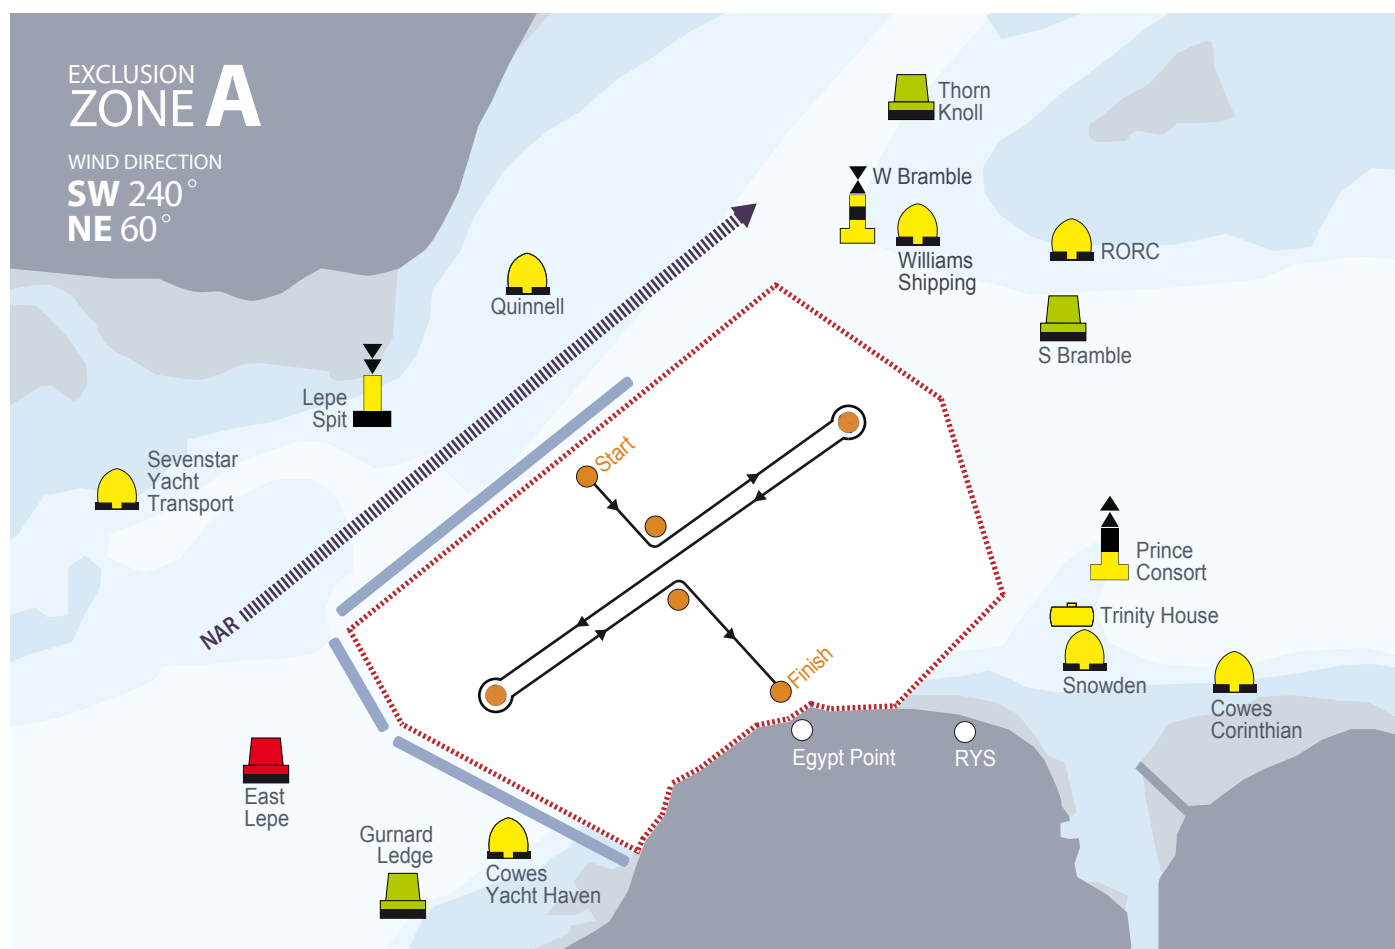 EXCLUSION
ZONE A
WIND DIRECTION
SW 240°
NE 60°
Thorn
Knoll
W Bramble
Williams
Shipping
RORC
S Bramble
Quinnell
Lepe
Spit
Sevenstar
Yacht
Transport
Start
NAR
Prince
Consort
Trinity House
Snowden
Cowes
Corinthian
Finish
Egypt Point
RYS
East
Lepe
Gurnard
Ledge
Cowes
Yacht Haven